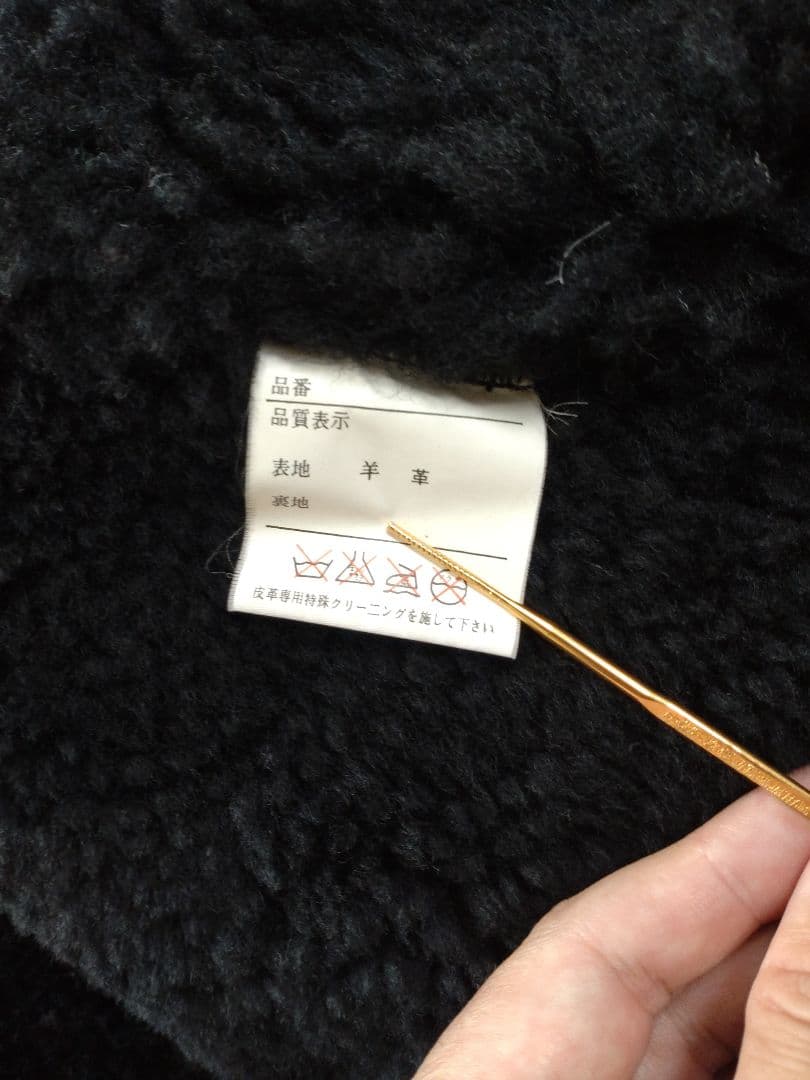 品番
品質表示
表地 羊 革
裏地
皮革専用特殊クリーニングを施して下さい